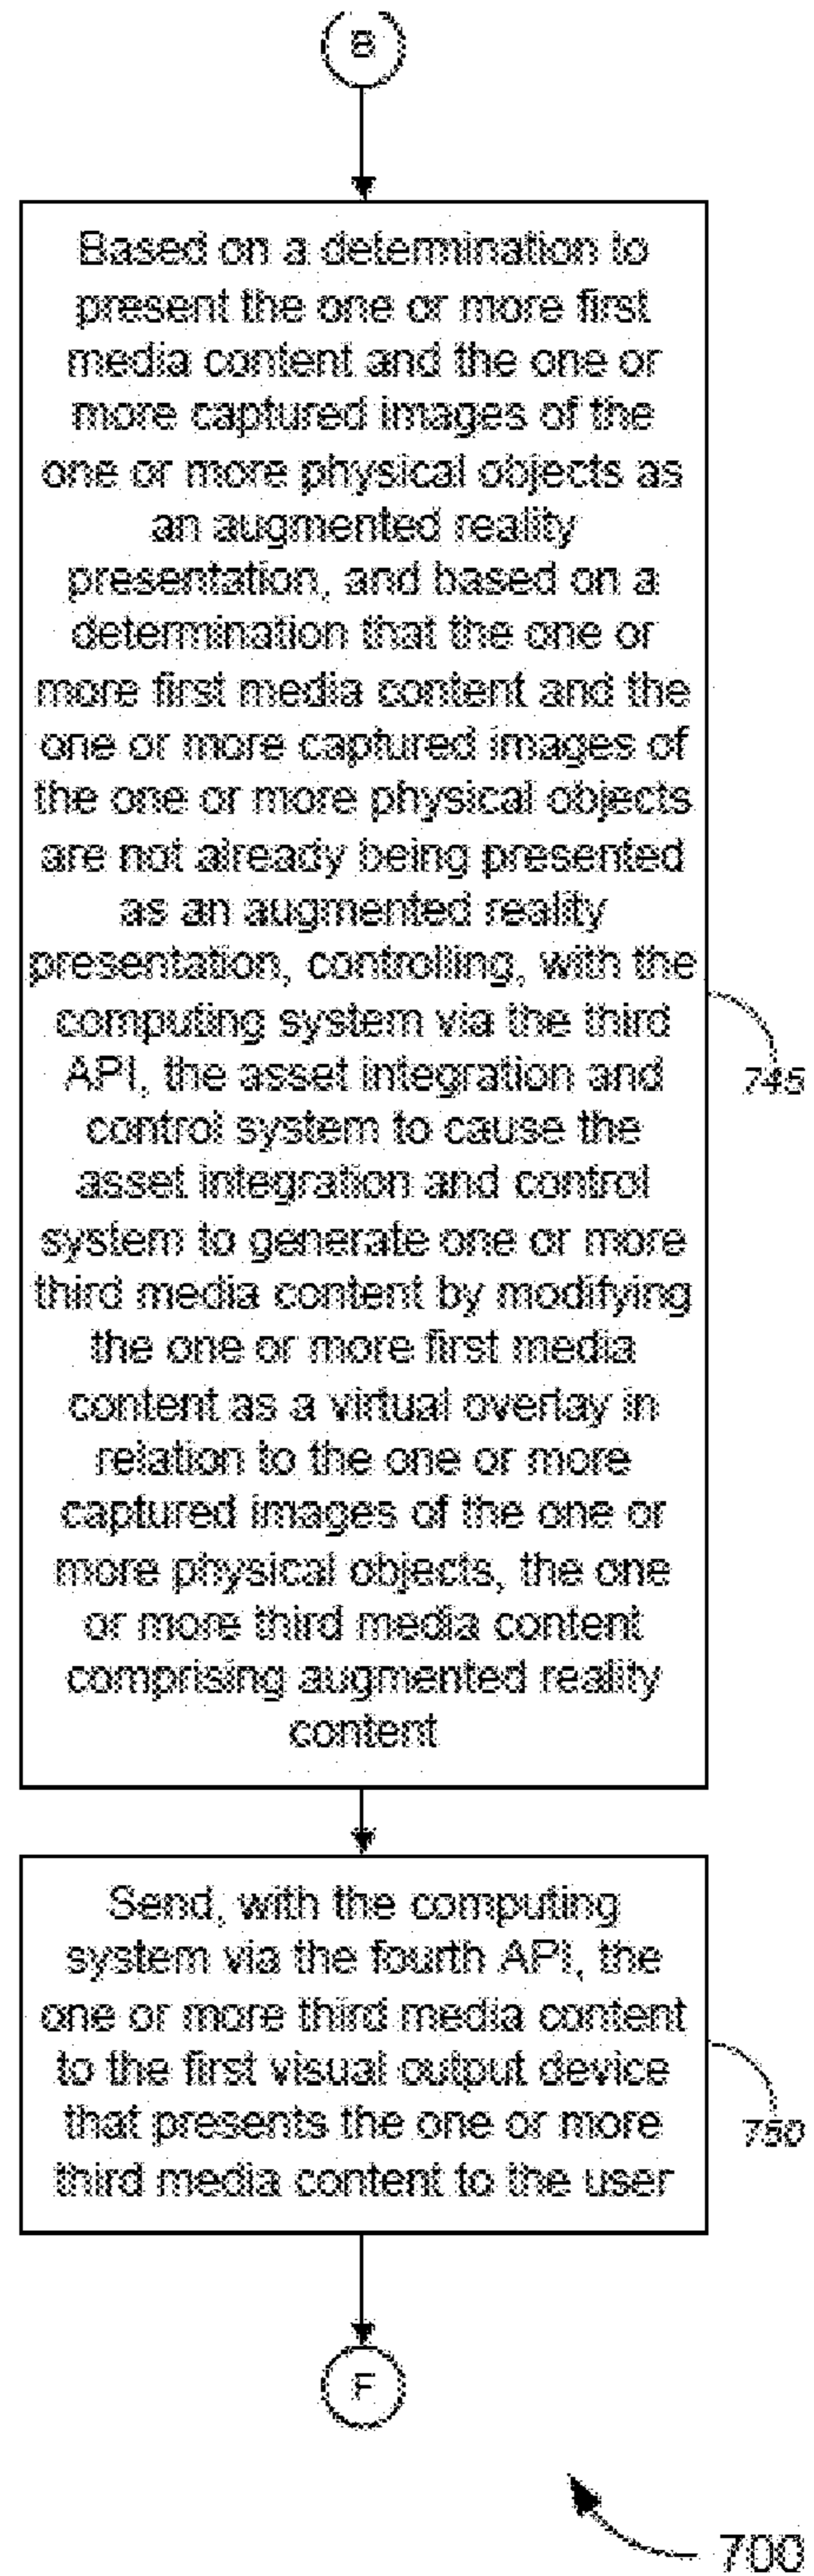 B
Based on a determination to
present the one or more first
media content and the one or
more captured images of the
one or more physical objects as
an augmented reality
presentation, and based on a
determination that the one or
more first media content and the
one or more captured images of
the one or more physical objects
are not already being presented
as an augmented reality
presentation, controlling, with the
computing system via the third
API, the asset integration and
control system to cause the
asset integration and control
system to generate one or more
third media content by modifying
the one or more first media
content as a virtual overlay in
relation to the one or more
captured images of the one or
more physical objects, the one
or more third media content
comprising augmented reality
content
745
Send, with the computing
system via the fourth API, the
one or more third media content
to the first visual output device
that presents the one or more
third media content to the user
750
F
700